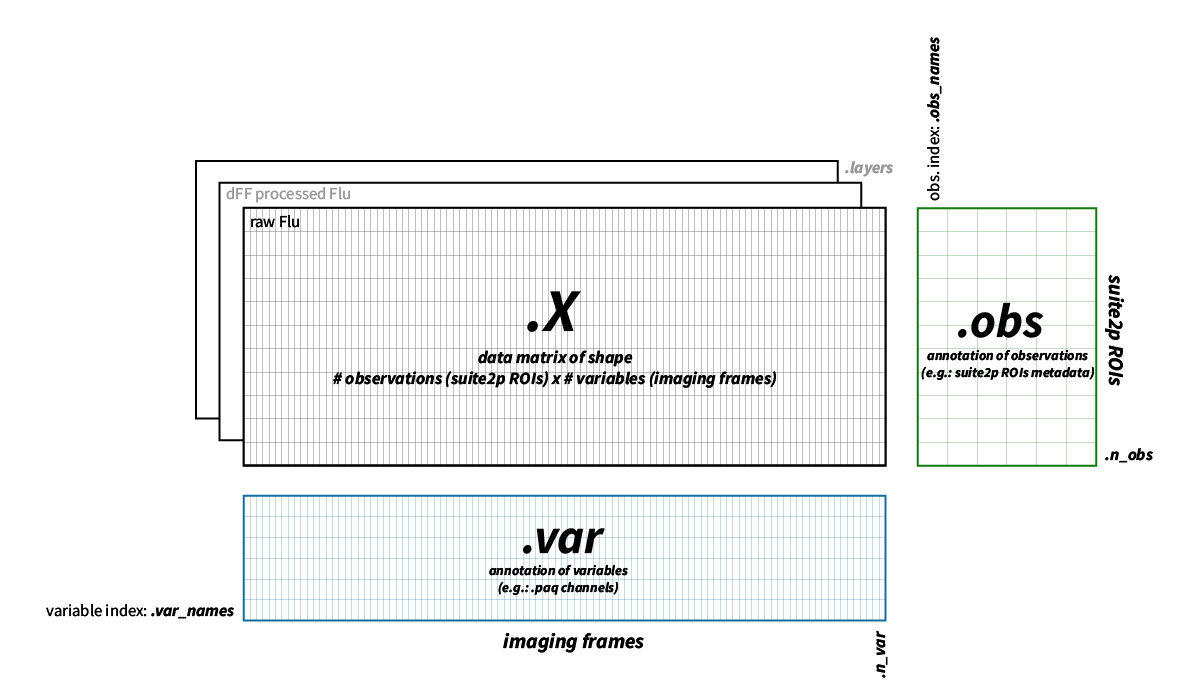 obs. index: .obs_names
.layers
dFF processed Flu
raw Flu
.X
data matrix of shape
# observations (suite2p ROIs) x # variables (imaging frames)
.obs
annotation of observations
(e.g.: suite2p ROIs metadata)
suite2p ROIs
.n_obs
.var
annotation of variables
(e.g.: .paq channels)
variable index: .var_names
imaging frames
.n_var